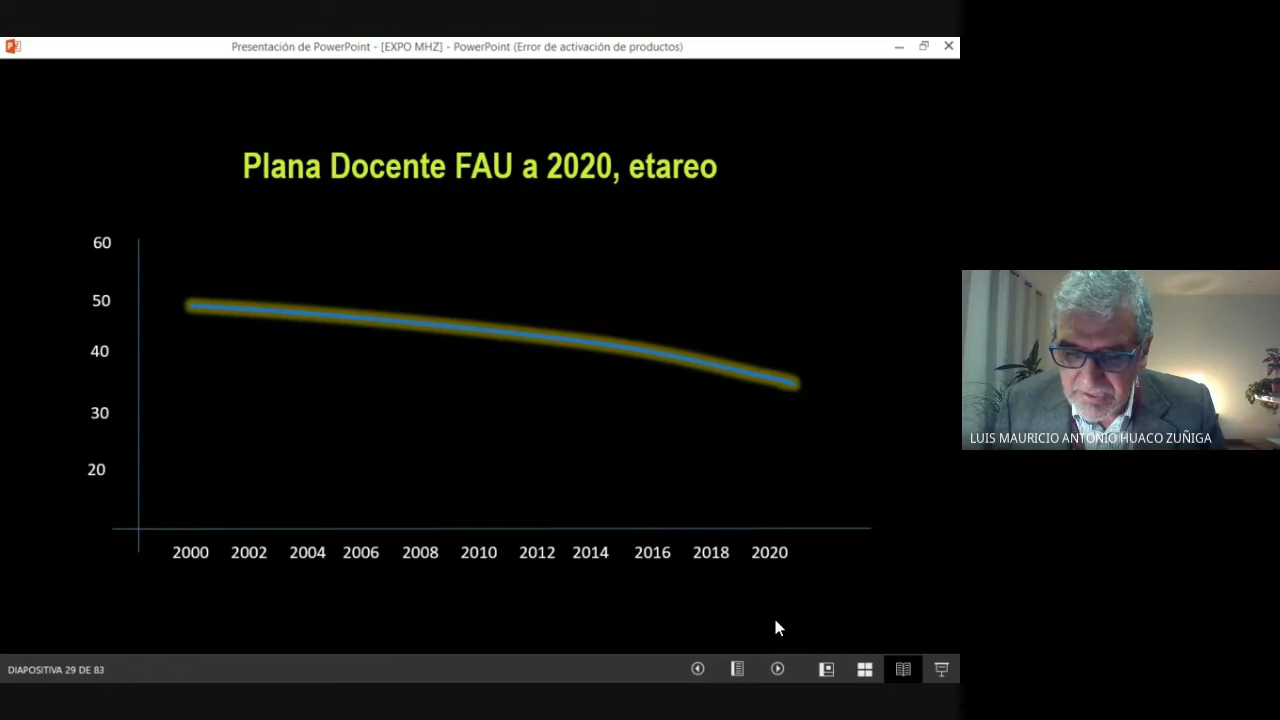 Presentación de PowerPoint - [EXPO MHZ] - PowerPoint (Error de activación de productos)
Plana Docente FAU a 2020, etareo
60
50
40
30
20
2000 2002 2004 2006 2008 2010 2012 2014 2016 2018 2020
LUIS MAURICIO ANTONIO HUACO ZUÑIGA
DIAPOSITIVA 29 DE 83